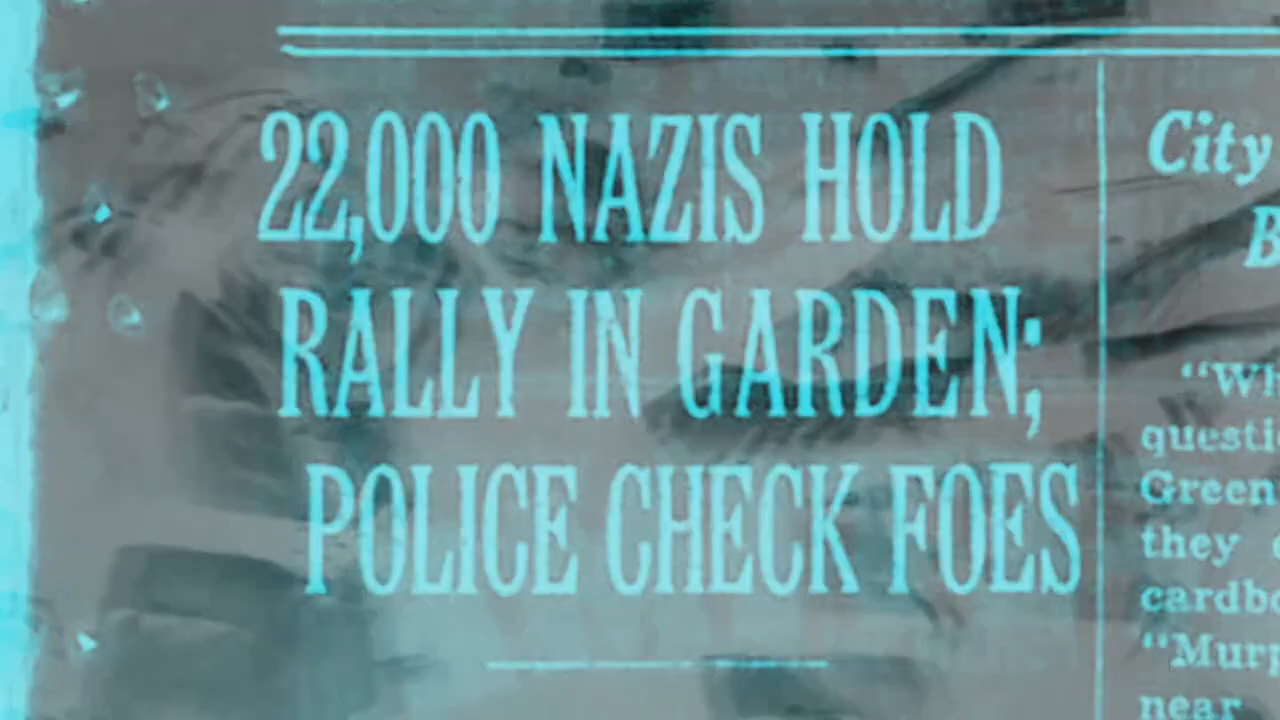 22,000 NAZIS HOLD
RALLY IN GARDEN;
POLICE CHECK FOES
City
"Wh
questi
Green
they
cardbo
"Murp
near